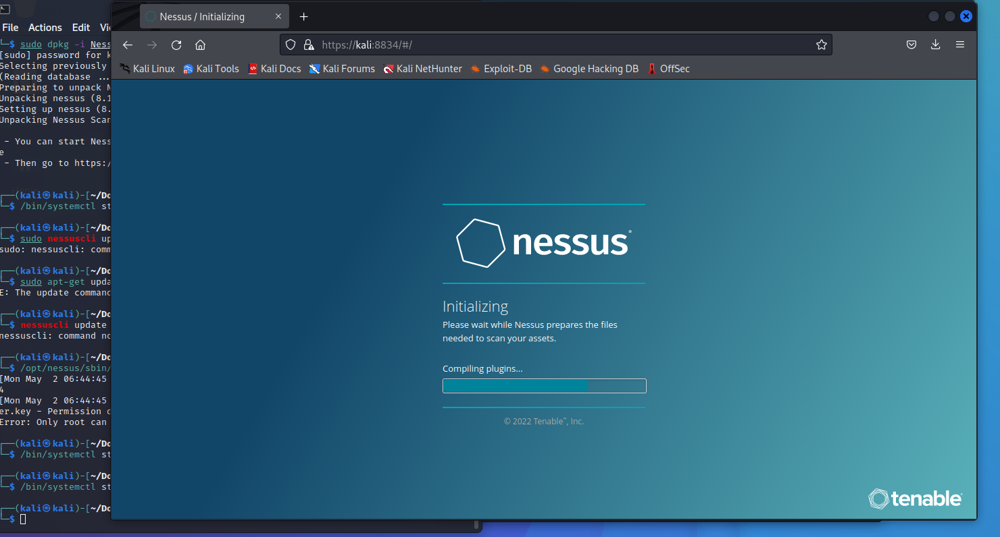 File Actions Edit Vi
└─$ sudo dpkg -i Ness
[sudo] password for k
Selecting previously
(Reading database ...
Preparing to unpack N
Unpacking nessus (8.1
Setting up nessus (8.
Unpacking Nessus Scan
- You can start Ness
e
- Then go to https:/
┌──(kali㉿kali)-[~/Do
└─$ /bin/systemctl st
┌──(kali㉿kali)-[~/Do
└─$ sudo nessuscli up
sudo: nessuscli: comm
┌──(kali㉿kali)-[~/Do
└─$ sudo apt-get upda
E: The update command
┌──(kali㉿kali)-[~/Do
└─$ nessuscli update
nessuscli: command no
┌──(kali㉿kali)-[~/Do
└─$ /opt/nessus/sbin/
[Mon May  2 06:44:45
4
[Mon May  2 06:44:45
er.key - Permission d
Error: Only root can
┌──(kali㉿kali)-[~/Do
└─$ /bin/systemctl st
┌──(kali㉿kali)-[~/Do
└─$ /bin/systemctl st
┌──(kali㉿kali)-[~/Do
└─$
Nessus / Initializing
https://kali:8834/#/
Kali Linux Kali Tools Kali Docs Kali Forums Kali NetHunter Exploit-DB Google Hacking DB OffSec
nessus®
Initializing
Please wait while Nessus prepares the files
needed to scan your assets.
Compiling plugins...
© 2022 Tenable™, Inc.
tenable